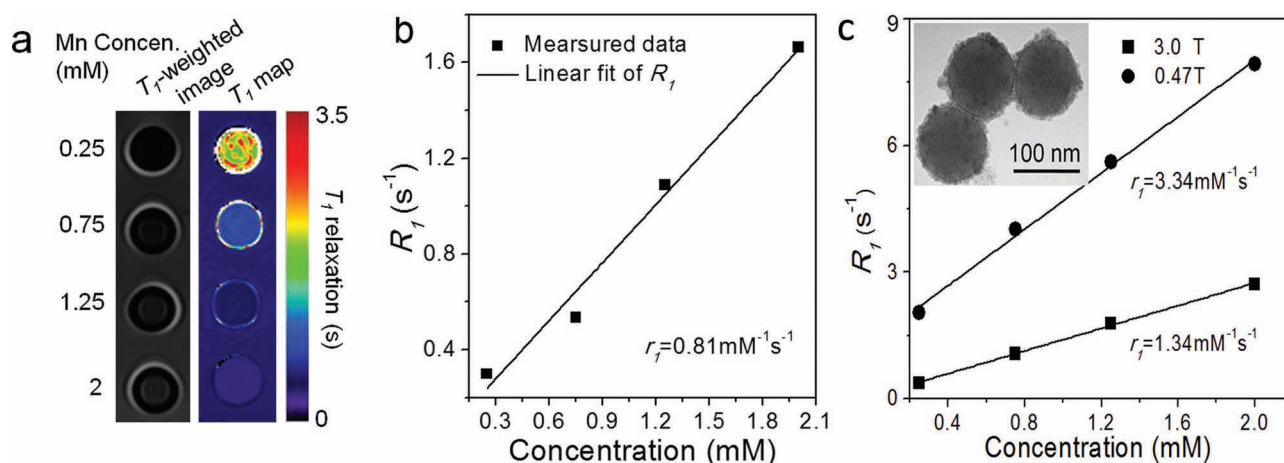 a
Mn Concen.
(mM)
T1-weighted
image
T1 map
0.25
0.75
1.25
2
3.5
T1 relaxation (s)
0
b
Mearsured data
Linear fit of R1
R1 (s-1)
1.6
1.2
0.8
0.4
r1=0.81mM-1s-1
0.3 0.6 0.9 1.2 1.5 1.8 2.1
Concentration (mM)
c
3.0 T
0.47T
100 nm
R1 (s-1)
9
6
3
0
r1=3.34mM-1s-1
r1=1.34mM-1s-1
0.4 0.8 1.2 1.6 2.0
Concentration (mM)